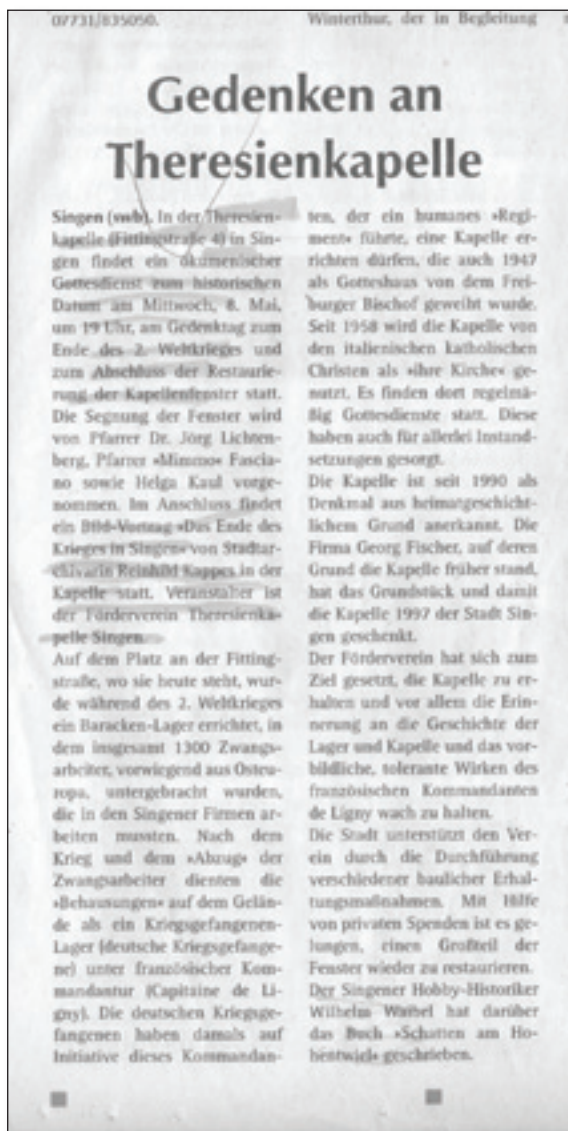 07731/835050.
Winterthur, der in Begleitung
Gedenken an
Theresienkapelle
Singen (swb). In der Theresien-
kapelle (Fittingstraße 4) in Sin-
gen findet ein ökumenischer
Gottesdienst zum historischen
Datum am Mittwoch, 8. Mai,
um 19 Uhr, am Gedenktag zum
Ende des 2. Weltkrieges und
zum Abschluss der Restaurie-
rung der Kapellenfenster statt.
Die Segnung der Fenster wird
von Pfarrer Dr. Jörg Lichten-
berg, Pfarrer »Mimmo« Fascia-
no sowie Helga Kaul vorge-
nommen. Im Anschluss findet
ein Bild-Vortrag »Das Ende des
Krieges in Singen« von Stadtar-
chivarin Reinhild Kappes in der
Kapelle statt. Veranstalter ist
der Förderverein Theresienka-
pelle Singen.
Auf dem Platz an der Fitting-
straße, wo sie heute steht, wur-
de während des 2. Weltkrieges
ein Baracken-Lager errichtet, in
dem insgesamt 1300 Zwangs-
arbeiter, vorwiegend aus Osteu-
ropa, untergebracht wurden,
die in den Singener Firmen ar-
beiten mussten. Nach dem
Krieg und dem »Abzug« der
Zwangsarbeiter dienten die
»Behausungen« auf dem Gelän-
de als ein Kriegsgefangenen-
Lager (deutsche Kriegsgefange-
ne) unter französischer Kom-
mandantur (Capitaine de Li-
gny). Die deutschen Kriegsge-
fangenen haben damals auf
Initiative dieses Kommandan-
ten, der ein humanes »Regi-
ment« führte, eine Kapelle er-
richten dürfen, die auch 1947
als Gotteshaus von dem Frei-
burger Bischof geweiht wurde.
Seit 1958 wird die Kapelle von
den italienischen katholischen
Christen als »ihre Kirche« ge-
nutzt. Es finden dort regelmä-
ßig Gottesdienste statt. Diese
haben auch für allerlei Instand-
setzungen gesorgt.
Die Kapelle ist seit 1990 als
Denkmal aus heimatgeschicht-
lichem Grund anerkannt. Die
Firma Georg Fischer, auf deren
Grund die Kapelle früher stand,
hat das Grundstück und damit
die Kapelle 1997 der Stadt Sin-
gen geschenkt.
Der Förderverein hat sich zum
Ziel gesetzt, die Kapelle zu er-
halten und vor allem die Erin-
nerung an die Geschichte der
Lager und Kapelle und das vor-
bildliche, tolerante Wirken des
französischen Kommandanten
de Ligny wach zu halten.
Die Stadt unterstützt den Ver-
ein durch die Durchführung
verschiedener baulicher Erhal-
tungsmaßnahmen. Mit Hilfe
von privaten Spenden ist es ge-
lungen, einen Großteil der
Fenster wieder zu restaurieren.
Der Singener Hobby-Historiker
Wilhelm Waibel hat darüber
das Buch »Schatten am Ho-
hentwiel« geschrieben.